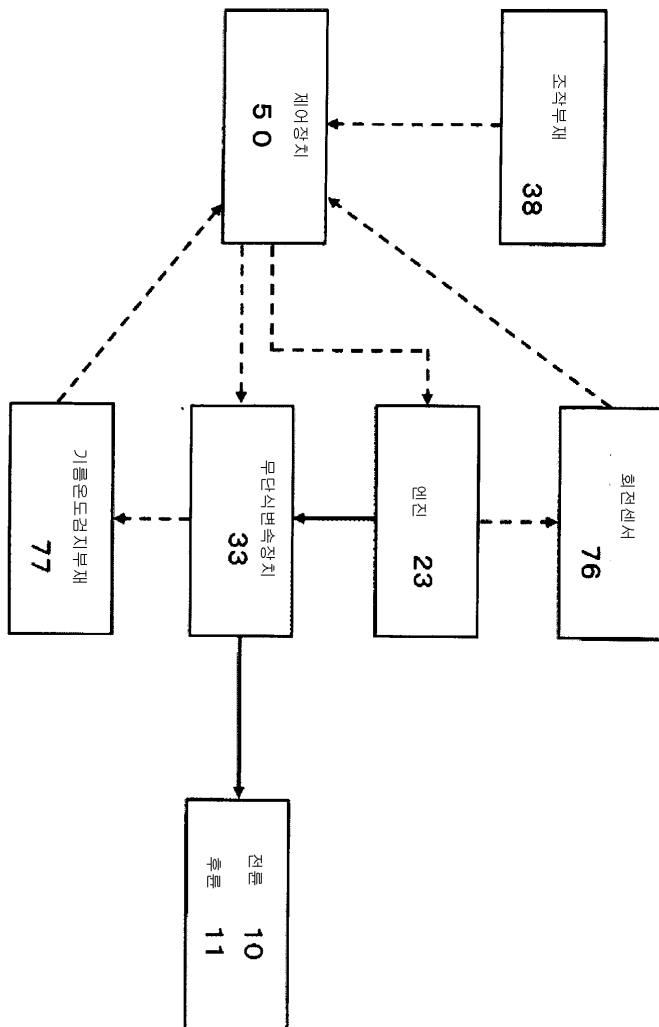 조작부재
38
제어장치
50
회전센서
76
엔진
23
무단식변속장치
33
기름온도검지부재
77
전륜 10
후륜 11